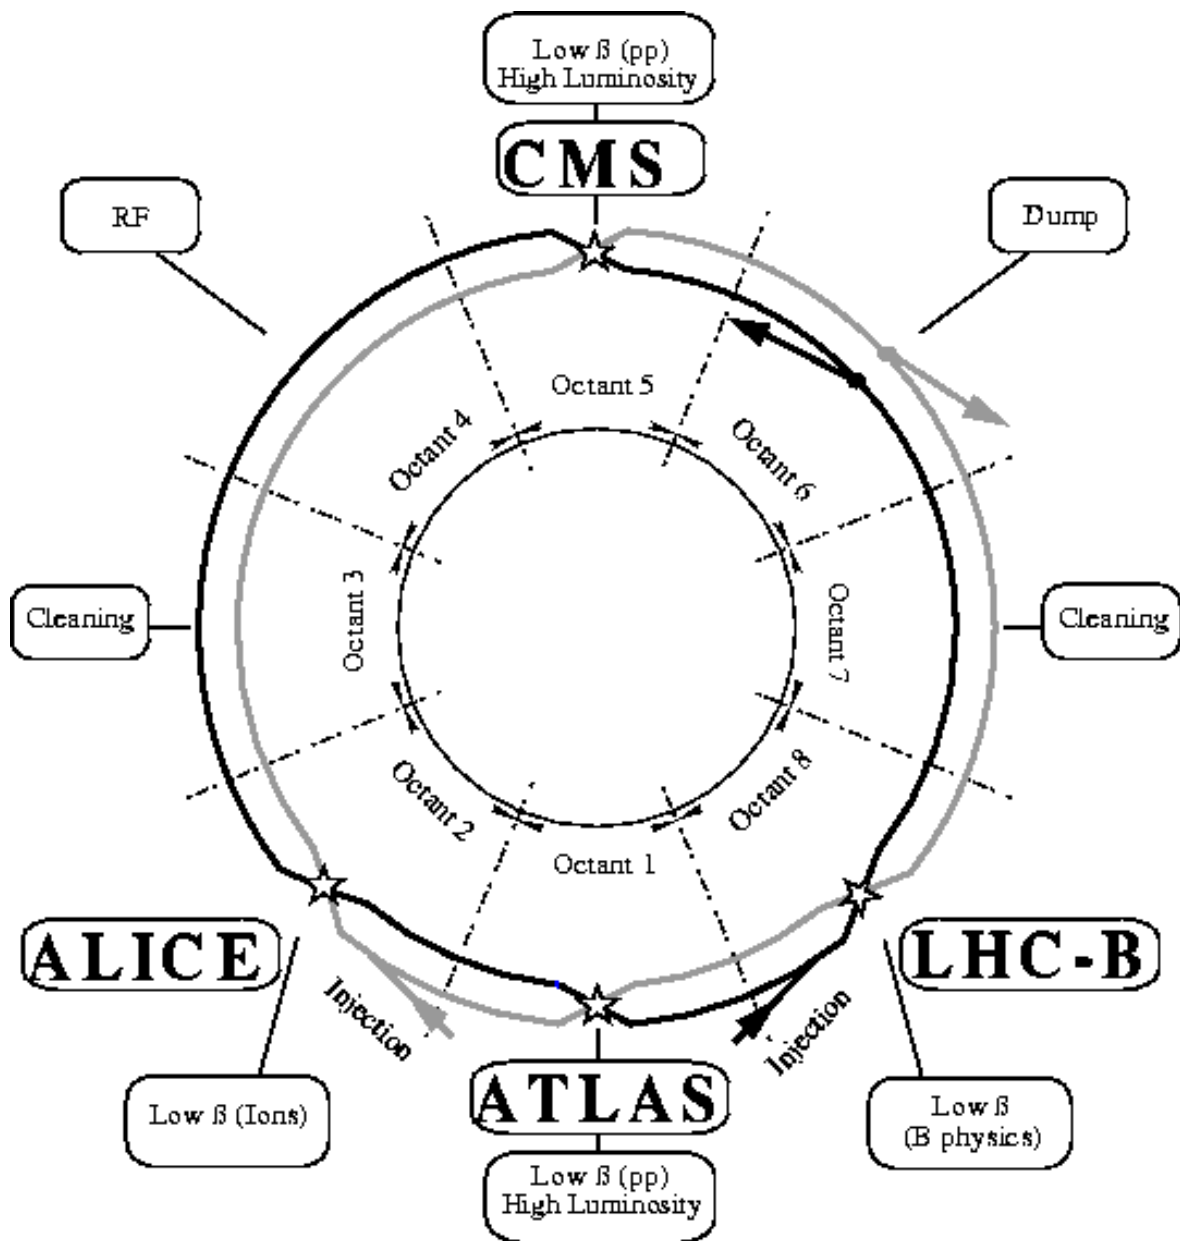 Low ß (pp)
High Luminosity
CMS
RF
Dump
Octant 5
Octant 4
Octant 6
Cleaning
Octant 3
Octant 7
Cleaning
Octant 2
Octant 8
Octant 1
ALICE
LHC-B
Injection
Injection
ATLAS
Low ß (Ions)
Low ß
(B physics)
Low ß (pp)
High Luminosity